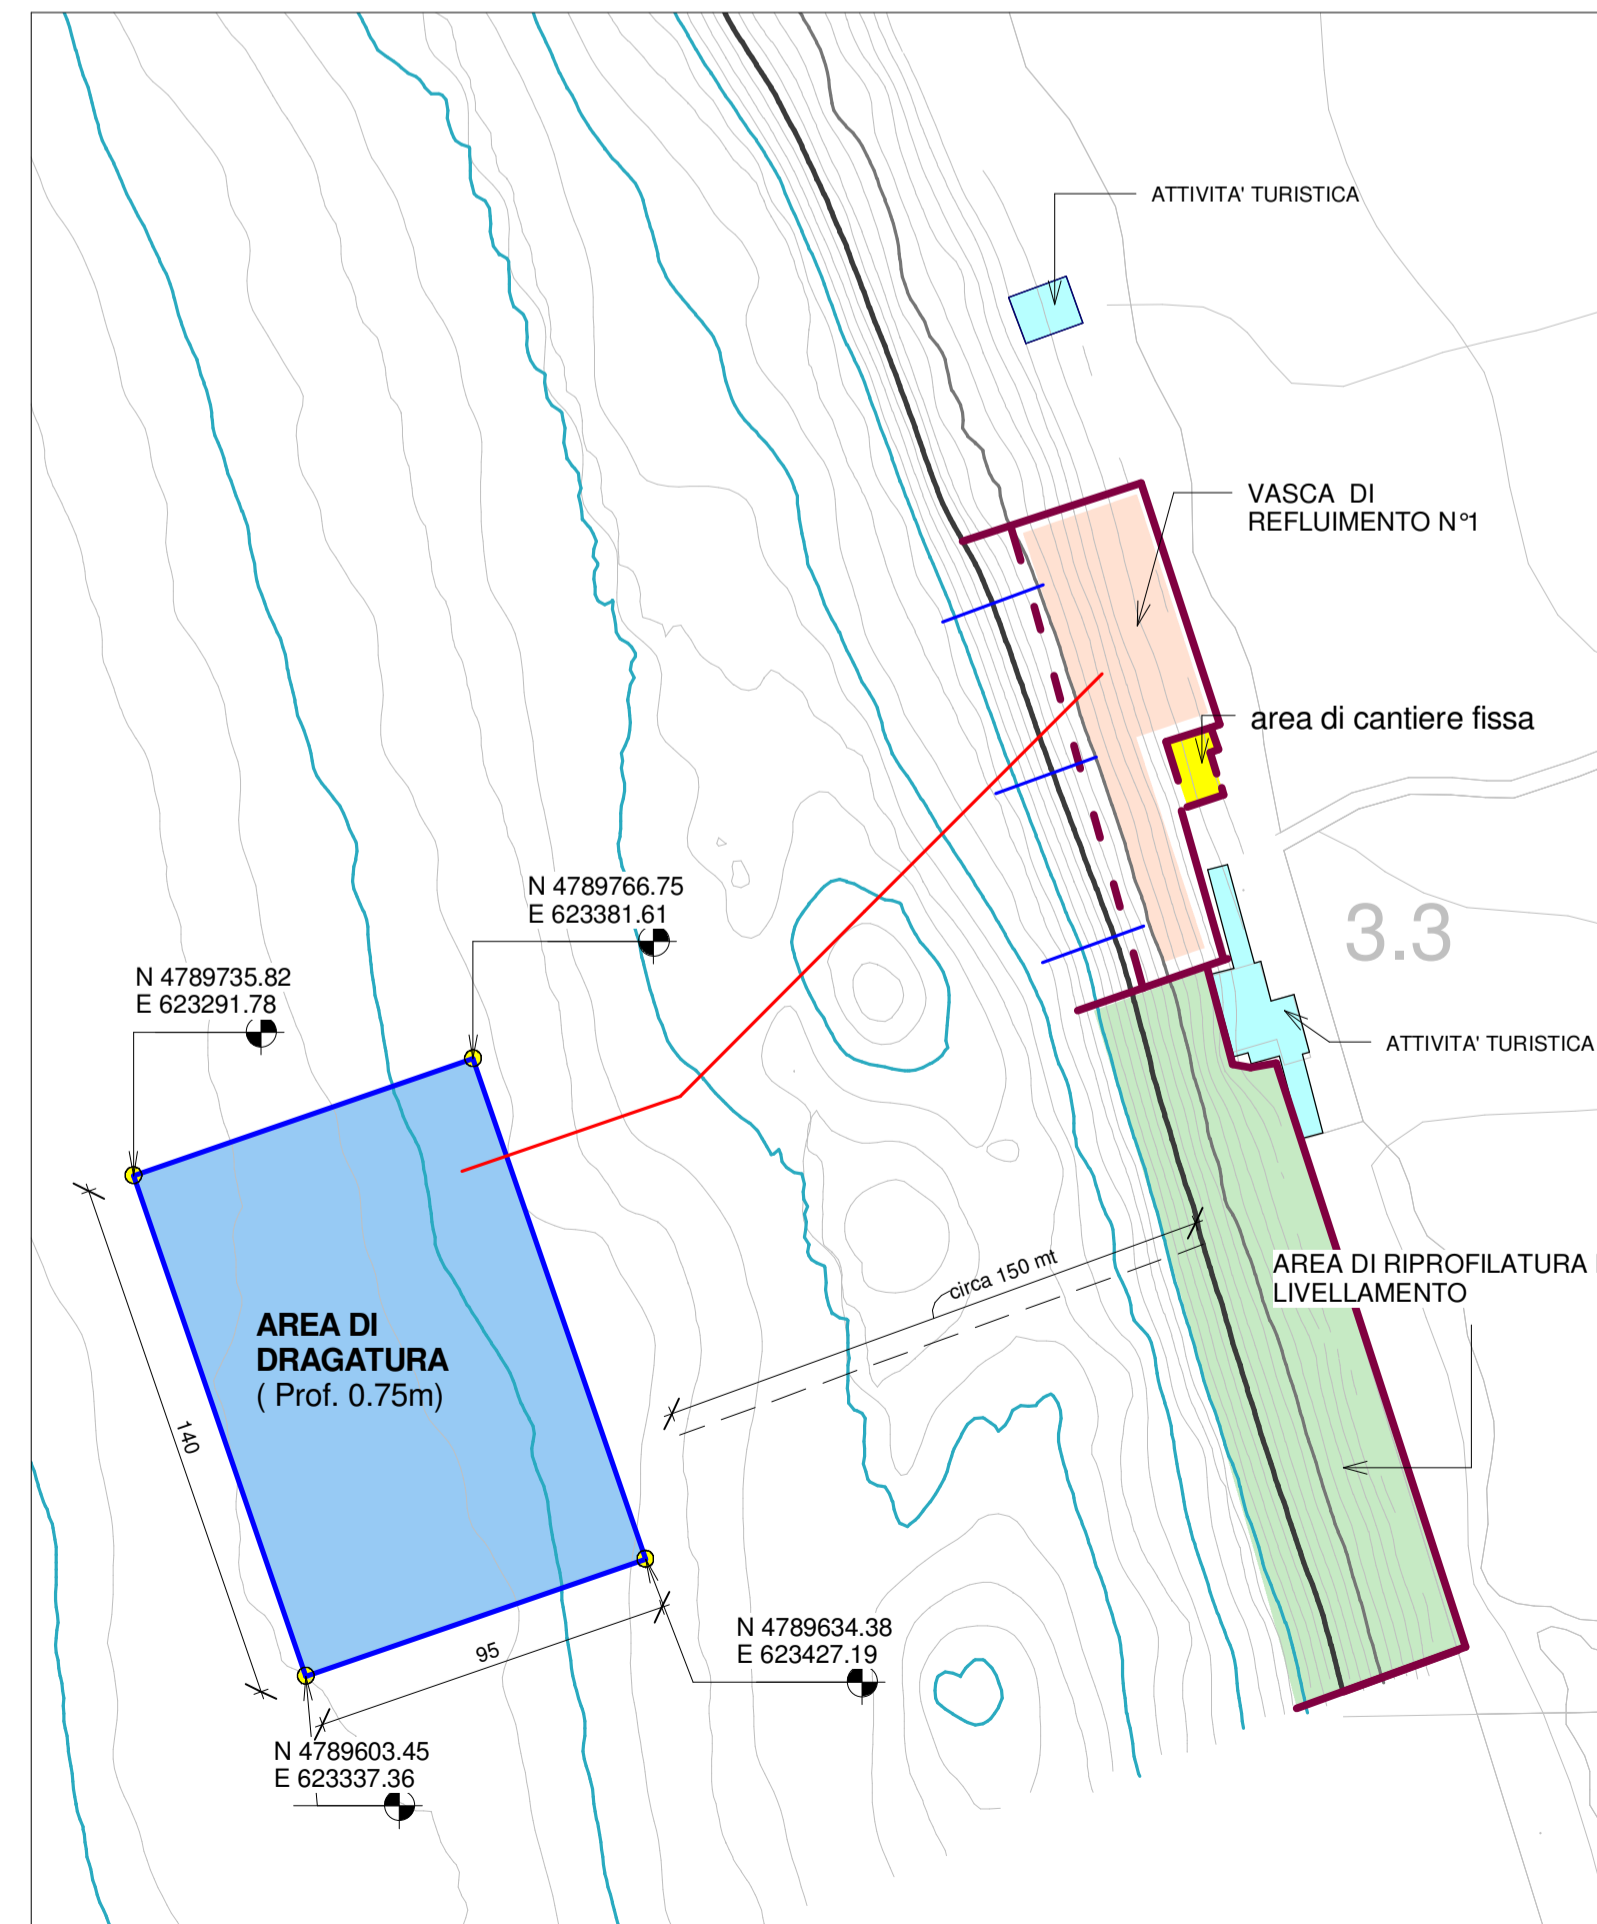 ATTIVITA' TURISTICA
VASCA DI
REFLUIMENTO N°1
area di cantiere fissa
N 4789766.75
E 623381.61
3.3
N 4789735.82
E 623291.78
ATTIVITA' TURISTICA
AREA DI RIPROFILATURA
LIVELLAMENTO
circa 150 mt
AREA DI
DRAGATURA
( Prof. 0.75m)
140
95
N 4789634.38
E 623427.19
N 4789603.45
E 623337.36